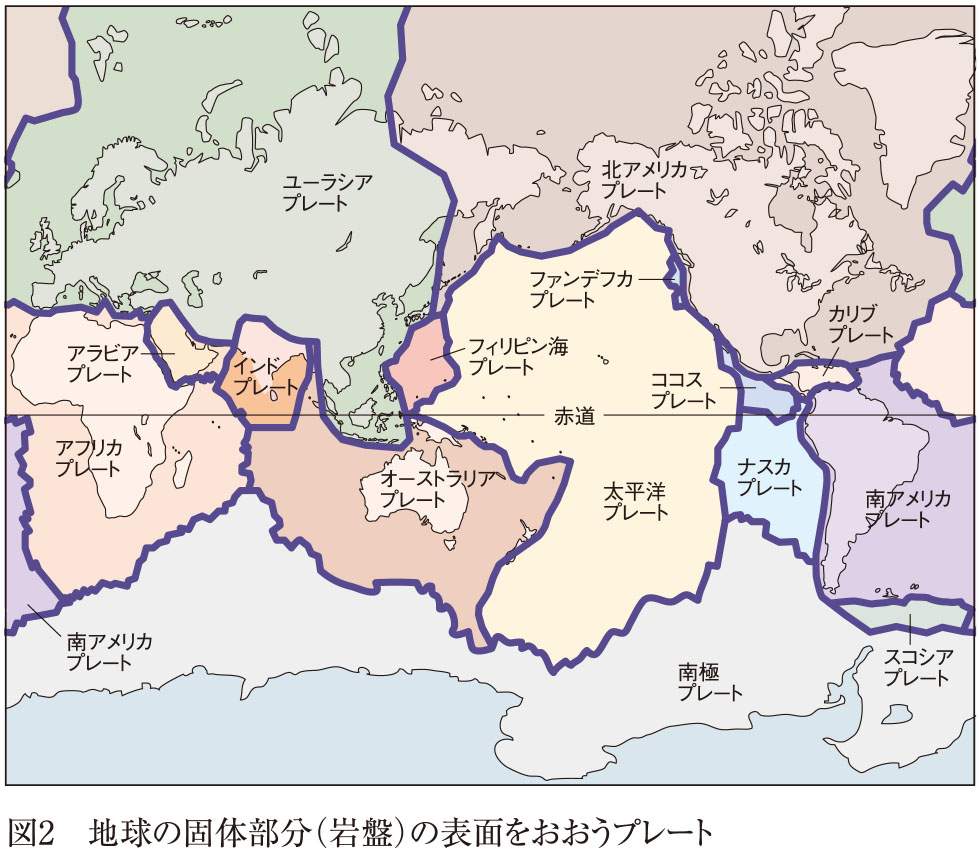 ユーラシア
プレート
北アメリカ
プレート
ファンデフカ
プレート
カリブ
プレート
アラビア
プレート
インド
プレート
フィリピン海
プレート
ココス
プレート
赤道
アフリカ
プレート
オーストラリア
プレート
太平洋
プレート
ナスカ
プレート
南アメリカ
プレート
南アメリカ
プレート
南極
プレート
スコシア
プレート
図2 地球の固体部分(岩盤)の表面をおおうプレート